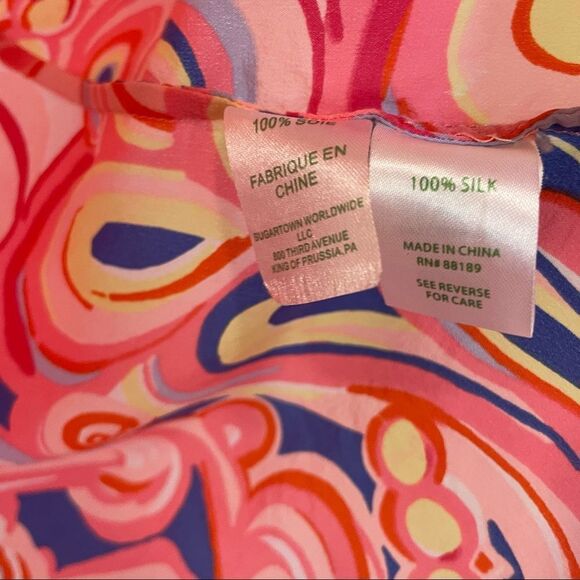 100% SOIE
FABRIQUE EN
CHINE
SUGARTOWN WORLDWIDE
LLC
800 THIRD AVENUE
KING OF PRUSSIA,PA
100% SILK
MADE IN CHINA
RN# 88189
SEE REVERSE
FOR CARE